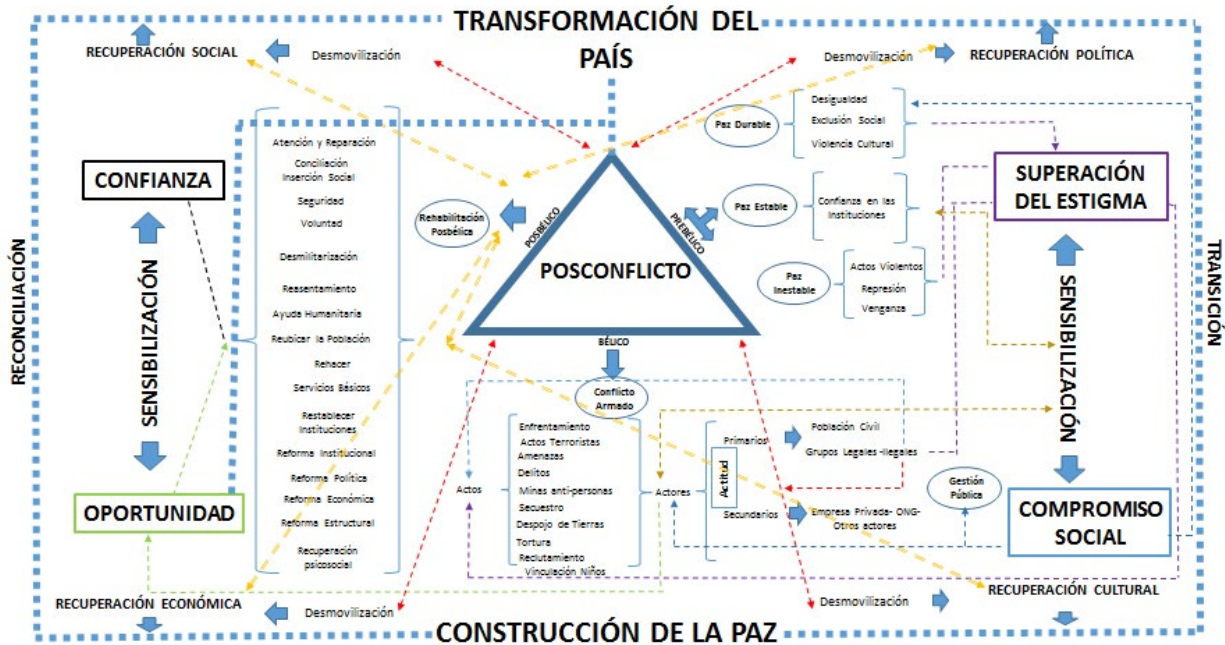 TRANSFORMACIÓN DEL
PAÍS
RECUPERACIÓN SOCIAL
Desmovilización
Desmovilización
RECUPERACIÓN POLÍTICA
RECONCILIACIÓN
CONFIANZA
SENSIBILIZACIÓN
OPORTUNIDAD
Atención y Reparación
Conciliación
Inserción Social
Seguridad
Voluntad
Desmilitarización
Reasentamiento
Ayuda Humanitaria
Reubicar la Población
Rehacer
Servicios Básicos
Restablecer
Instituciones
Reforma Institucional
Reforma Política
Reforma Económica
Reforma Estructural
Recuperación
psicosocial
Rehabilitación
Posbélica
POSBÉLICO
PREBÉLICO
POSCONFLICTO
BÉLICO
Paz Durable
Desigualdad
Exclusión Social
Violencia Cultural
Paz Estable
Confianza en las
Instituciones
Paz
Inestable
Actos Violentos
Represión
Venganza
SUPERACIÓN
DEL ESTIGMA
SENSIBILIZACIÓN
COMPROMISO
SOCIAL
TRANSICIÓN
Conflicto
Armado
Actos
Enfrentamiento
Actos Terroristas
Amenazas
Delitos
Minas anti-personas
Secuestro
Despojo de Tierras
Tortura
Reclutamiento
Vinculación Niños
Actores
Primarios
Actitud
Secundarios
Población Civil
Grupos Legales -Ilegales
Empresa Privada- ONG-
Otros actores
Gestión
Pública
RECUPERACIÓN ECONÓMICA
Desmovilización
Desmovilización
RECUPERACIÓN CULTURAL
CONSTRUCCIÓN DE LA PAZ